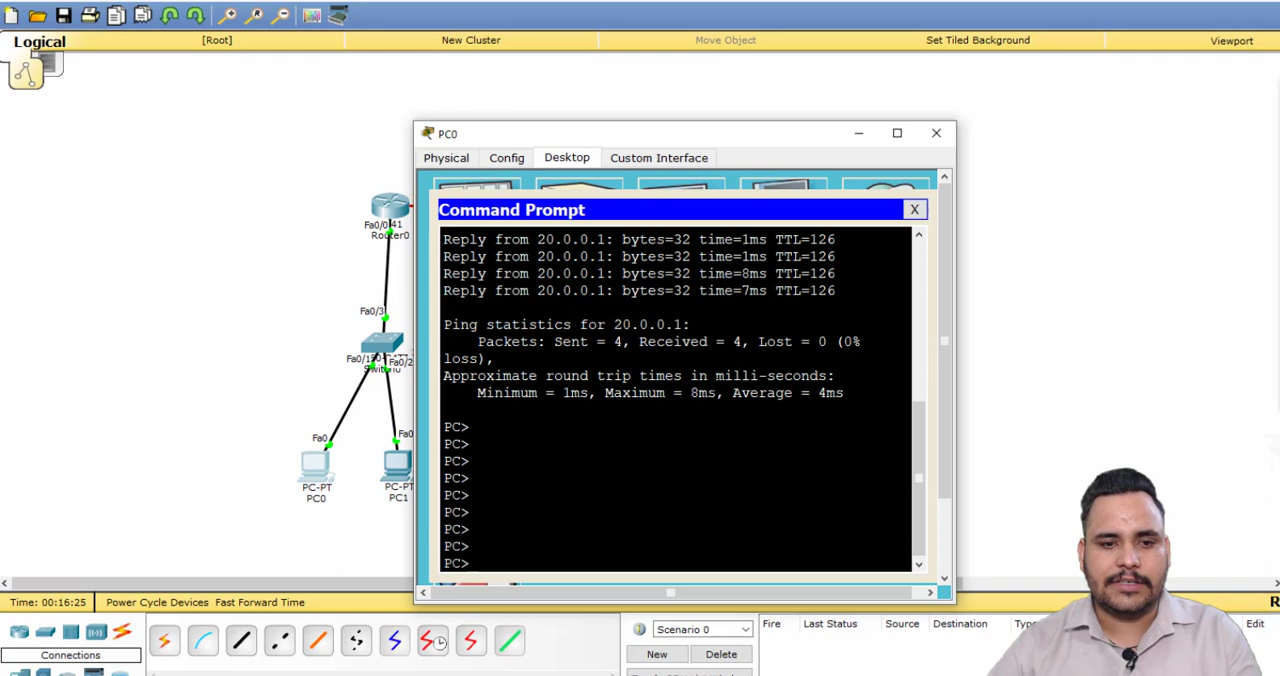 Logical
[Root]
New Cluster
Move Object
Set Tiled Background
Viewport
PC0
Physical
Config
Desktop
Custom Interface
Command Prompt
X
Reply from 20.0.0.1: bytes=32 time=1ms TTL=126
Reply from 20.0.0.1: bytes=32 time=1ms TTL=126
Reply from 20.0.0.1: bytes=32 time=8ms TTL=126
Reply from 20.0.0.1: bytes=32 time=7ms TTL=126
Ping statistics for 20.0.0.1:
Packets: Sent = 4, Received = 4, Lost = 0 (0%
loss),
Approximate round trip times in milli-seconds:
Minimum = 1ms, Maximum = 8ms, Average = 4ms
PC>
PC>
PC>
PC>
PC>
PC>
PC>
PC>
PC>
Router0
Fa0/3
Fa0/2
Fa0
Fa0
PC-PT
PC0
PC-PT
PC1
Time: 00:16:25
Power Cycle Devices Fast Forward Time
Connections
Scenario 0
New
Delete
Fire
Last Status
Source
Destination
Edit